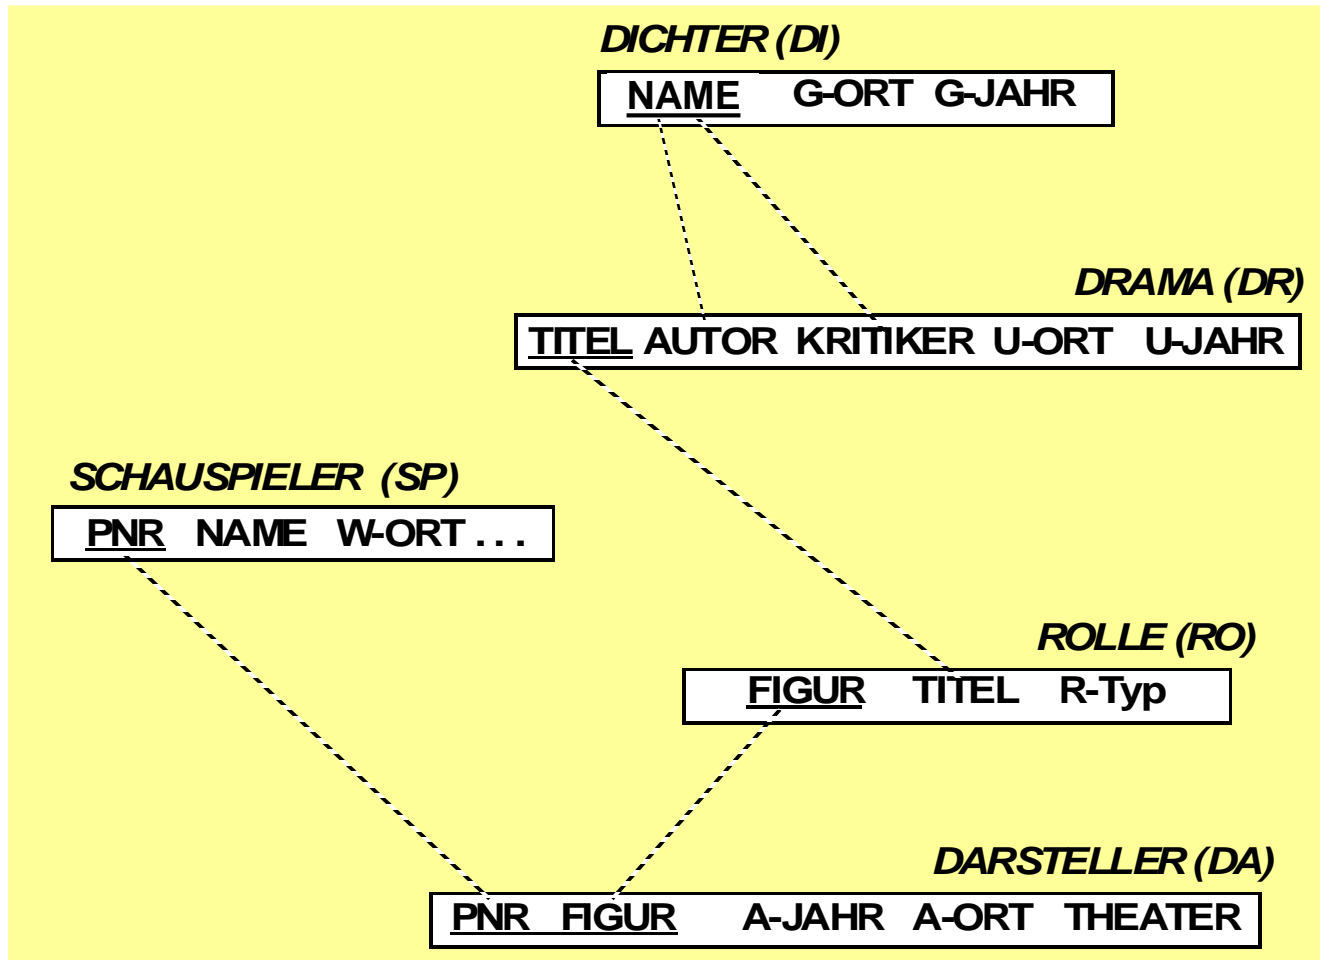 DICHTER (DI)
NAME G-ORT G-JAHR
DRAMA (DR)
TITEL AUTOR KRITIKER U-ORT U-JAHR
SCHAUSPIELER (SP)
PNR NAME W-ORT . . .
ROLLE (RO)
FIGUR TITEL R-Typ
DARSTELLER (DA)
PNR FIGUR A-JAHR A-ORT THEATER